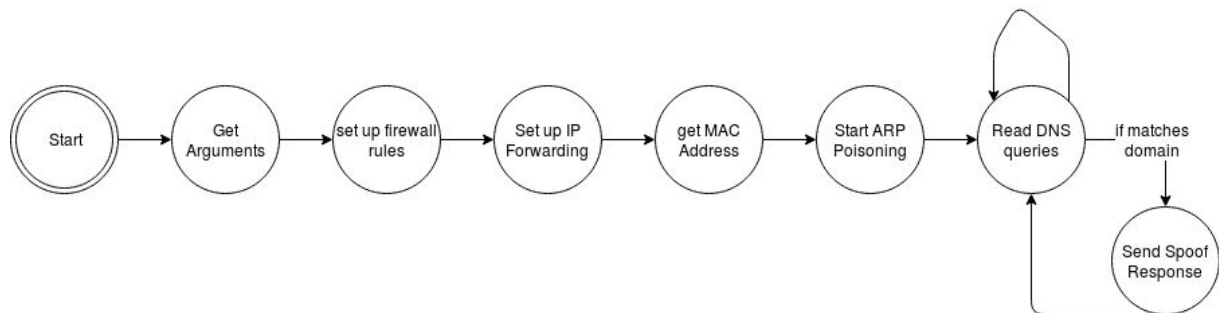 Start
Get
Arguments
set up firewall
rules
Set up IP
Forwarding
get MAC
Address
Start ARP
Poisoning
Read DNS
queries
if matches
domain
Send Spoof
Response